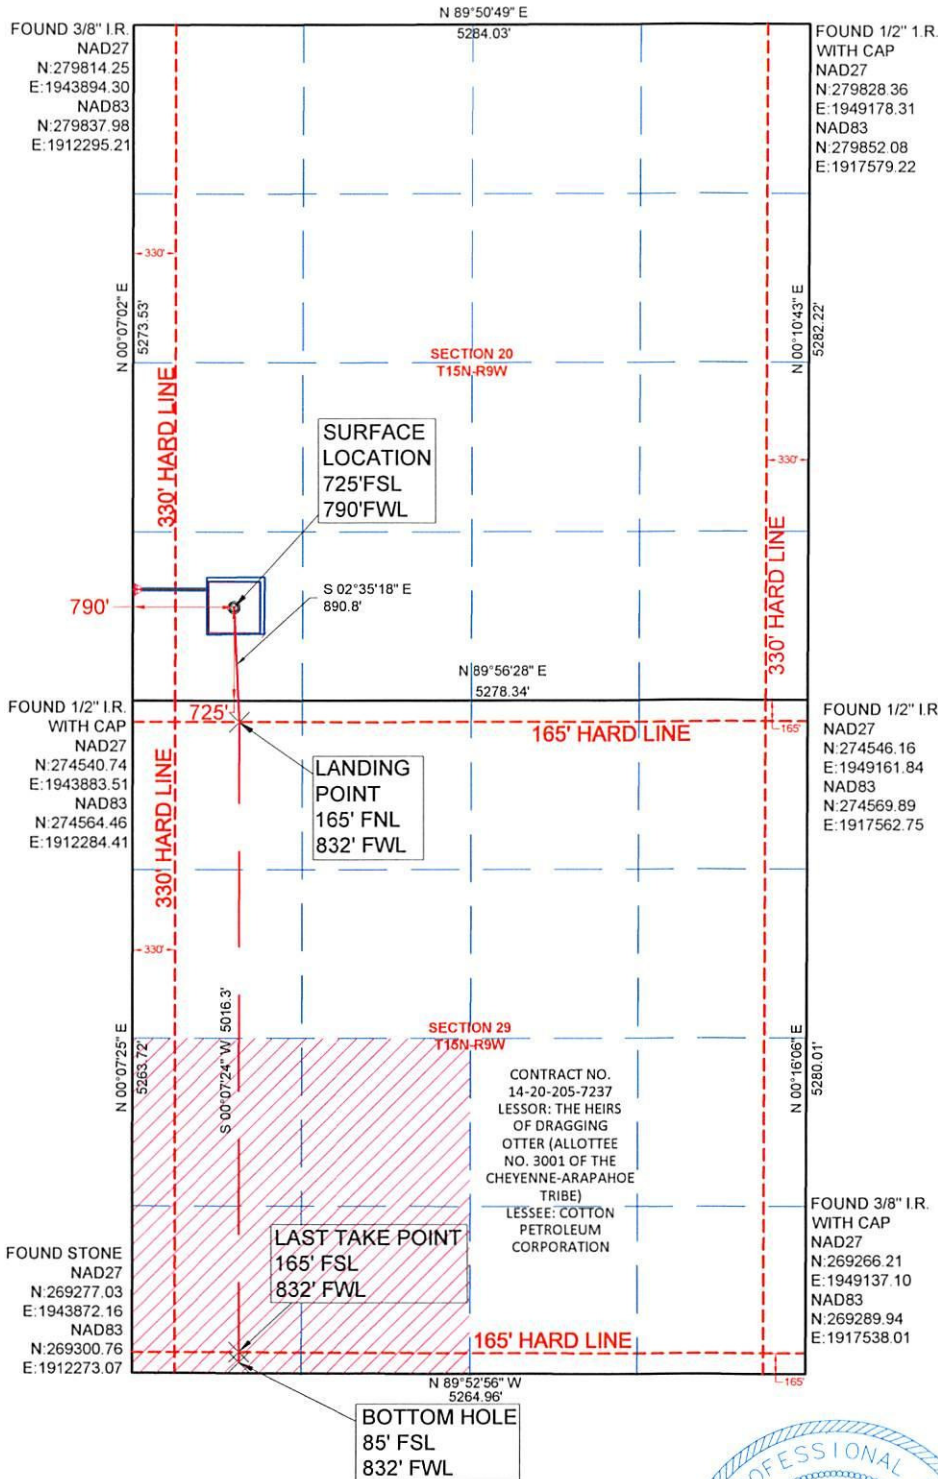 N 89°50'49" E
5284.03'
FOUND 3/8" I.R.
NAD27
N:279814.25
E:1943894.30
NAD83
N:279837.98
E:1912295.21
FOUND 1/2" 1.R.
WITH CAP
NAD27
N:279828.36
E:1949178.31
NAD83
N:279852.08
E:1917579.22
330'
N 00°07'02" E
5273.53'
N 00°10'43" E
5282.22'
SECTION 20
T15N-R9W
330' HARD LINE
SURFACE
LOCATION
725'FSL
790'FWL
330'
330' HARD LINE
S 02°35'18" E
890.8'
790'
N 89°56'28" E
5278.34'
725'
FOUND 1/2" I.R.
WITH CAP
NAD27
N:274540.74
E:1943883.51
NAD83
N:274564.46
E:1912284.41
165' HARD LINE
165'
FOUND 1/2" I.R
NAD27
N:274546.16
E:1949161.84
NAD83
N:274569.89
E:1917562.75
330' HARD LINE
LANDING
POINT
165' FNL
832' FWL
330'
S 00°07'24" W 5016.3'
N 00°07'25" E
5263.72'
SECTION 29
T15N-R9W
N 00°16'06" E
5280.01'
CONTRACT NO.
14-20-205-7237
LESSOR: THE HEIRS
OF DRAGGING
OTTER (ALLOTTEE
NO. 3001 OF THE
CHEYENNE-ARAPAHOE
TRIBE)
LESSEE: COTTON
PETROLEUM
CORPORATION
LAST TAKE POINT
165' FSL
832' FWL
FOUND STONE
NAD27
N:269277.03
E:1943872.16
NAD83
N:269300.76
E:1912273.07
FOUND 3/8" I.R.
WITH CAP
NAD27
N:269266.21
E:1949137.10
NAD83
N:269289.94
E:1917538.01
165' HARD LINE
165'
N 89°52'56" W
5264.96'
BOTTOM HOLE
85' FSL
832' FWL
OFESSIONAL